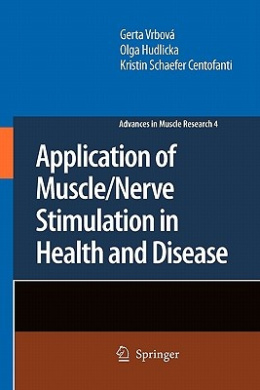 Gerta Vrbová
Olga Hudlicka
Kristin Schaefer Centofanti
Advances in Muscle Research 4
Application of
Muscle/Nerve
Stimulation in
Health and Disease
Springer